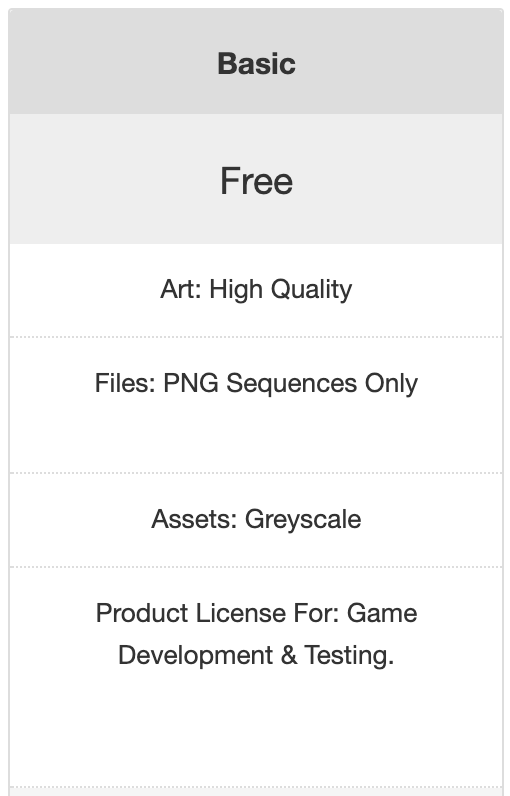 Basic
Free
Art: High Quality
Files: PNG Sequences Only
Assets: Greyscale
Product License For: Game
Development & Testing.